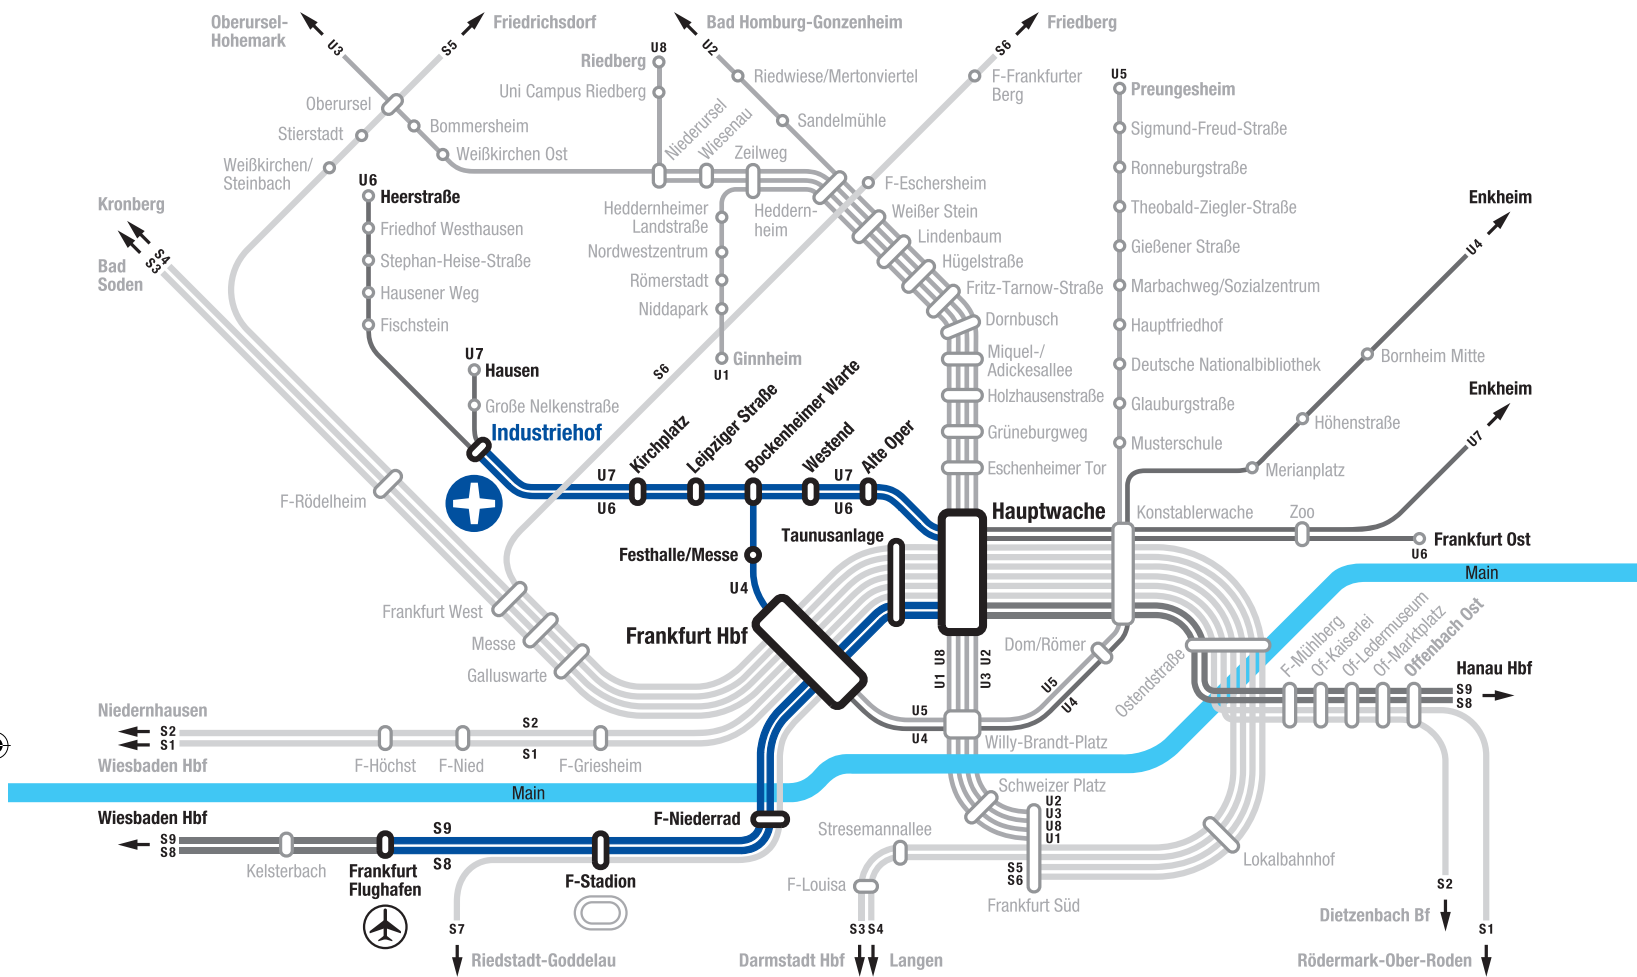 Oberursel-
Hohemark
U3
Friedrichsdorf
S5
Bad Homburg-Gonzenheim
U2
Friedberg
S6
U8
Riedberg
Uni Campus Riedberg
Riedwiese/Mertonviertel
Sandelmühle
F-Frankfurter
Berg
U5
Preungesheim
Sigmund-Freud-Straße
Ronneburgstraße
Theobald-Ziegler-Straße
Gießener Straße
Marbachweg/Sozialzentrum
Hauptfriedhof
Deutsche Nationalbibliothek
Glauburgstraße
Musterschule
Oberursel
Stierstadt
Weißkirchen/
Steinbach
Bommersheim
Weißkirchen Ost
Niederursel
Wiesenau
Zeilweg
Heddern-
heim
F-Eschersheim
Weißer Stein
Lindenbaum
Hügelstraße
Fritz-Tarnow-Straße
Dornbusch
Miquel-/
Adickesallee
Holzhausenstraße
Grüneburgweg
Eschenheimer Tor
Heddernheimer
Landstraße
Nordwestzentrum
Römerstadt
Niddapark
Ginnheim
U1
S6
Kronberg
S4
S3
Bad
Soden
U6
Heerstraße
Friedhof Westhausen
Stephan-Heise-Straße
Hausener Weg
Fischstein
U7
Hausen
Große Nelkenstraße
Industriehof
U7
U6
Kirchplatz
Leipziger Straße
Bockenheimer Warte
Westend
Alte Oper
U7
U6
Enkheim
U4
Bornheim Mitte
Höhenstraße
Merianplatz
Enkheim
U7
Hauptwache
Konstablerwache
Zoo
Frankfurt Ost
U6
Main
F-Rödelheim
Taunusanlage
Festhalle/Messe
U4
Frankfurt Hbf
Frankfurt West
Messe
Galluswarte
U8
U1
U2
U3
Dom/Römer
U5
U4
Ostendstraße
F-Mühlberg
Of-Kaiserlei
Of-Ledermuseum
Of-Marktplatz
Offenbach Ost
Hanau Hbf
S9
S8
Niedernhausen
S2
S1
Wiesbaden Hbf
S2
S1
F-Höchst
F-Nied
F-Griesheim
U5
U4
Willy-Brandt-Platz
Main
Schweizer Platz
U2
U3
U8
U1
S5
S6
Frankfurt Süd
Stresemannallee
F-Louisa
Lokalbahnhof
Wiesbaden Hbf
S9
S8
Kelsterbach
Frankfurt
Flughafen
S9
S8
F-Niederrad
F-Stadion
S7
Riedstadt-Goddelau
S3
S4
Darmstadt Hbf
Langen
S2
Dietzenbach Bf
S1
Rödermark-Ober-Roden